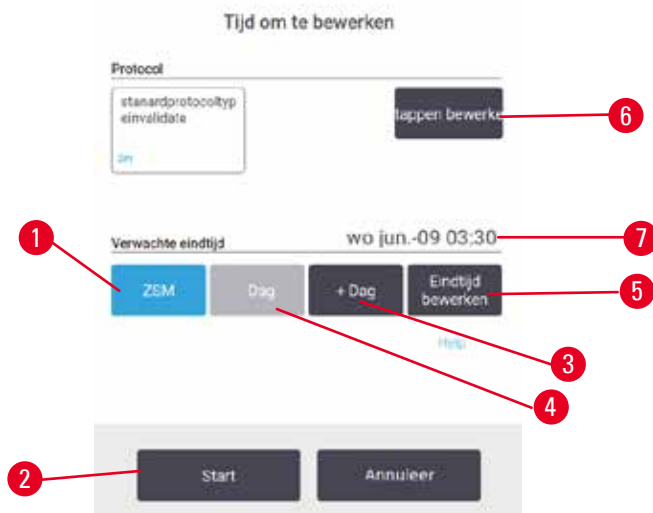 Tijd om te bewerken
Protocol
stanardprotocoltyp
einvalidate
tappen bewerke
6
1
Verwachte eindtijd
wo jun.-09 03:30
7
ZSM
Dag
+ Dag
Eindtijd
bewerken
5
Help
3
4
2
Start
Annuleer